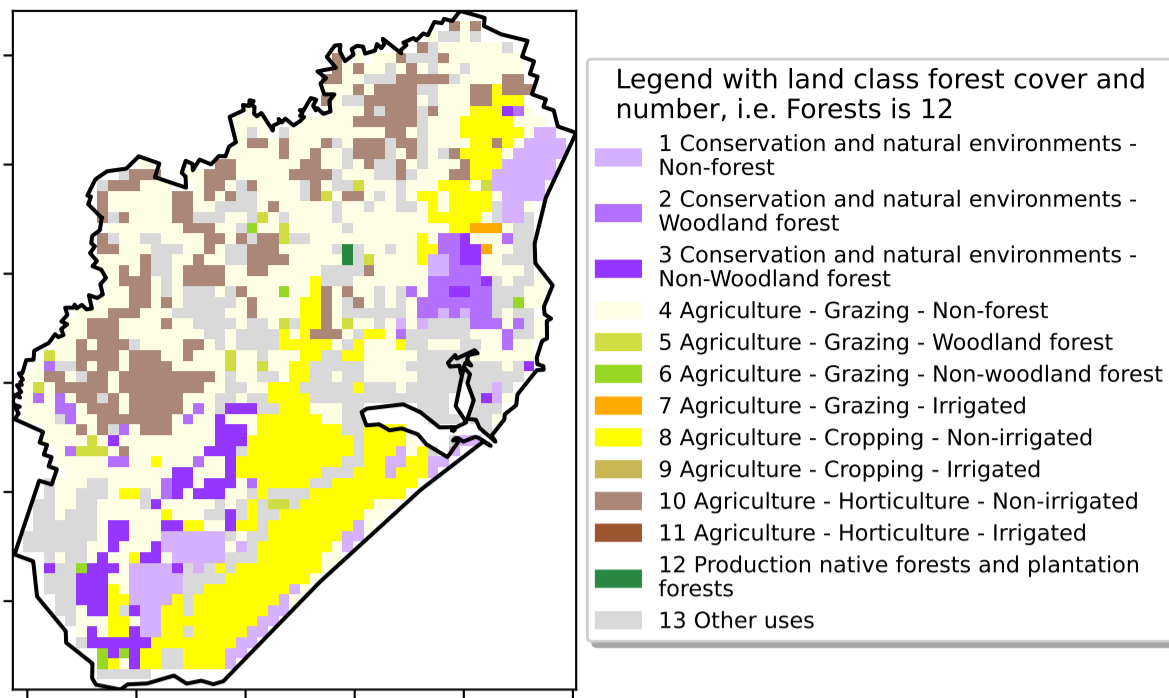 Legend with land class forest cover and
number, i.e. Forests is 12
1 Conservation and natural environments -
Non-forest
2 Conservation and natural environments -
Woodland forest
3 Conservation and natural environments -
Non-Woodland forest
4 Agriculture - Grazing - Non-forest
5 Agriculture - Grazing - Woodland forest
6 Agriculture - Grazing - Non-woodland forest
7 Agriculture - Grazing - Irrigated
8 Agriculture - Cropping - Non-irrigated
9 Agriculture - Cropping - Irrigated
10 Agriculture - Horticulture - Non-irrigated
11 Agriculture - Horticulture - Irrigated
12 Production native forests and plantation
forests
13 Other uses